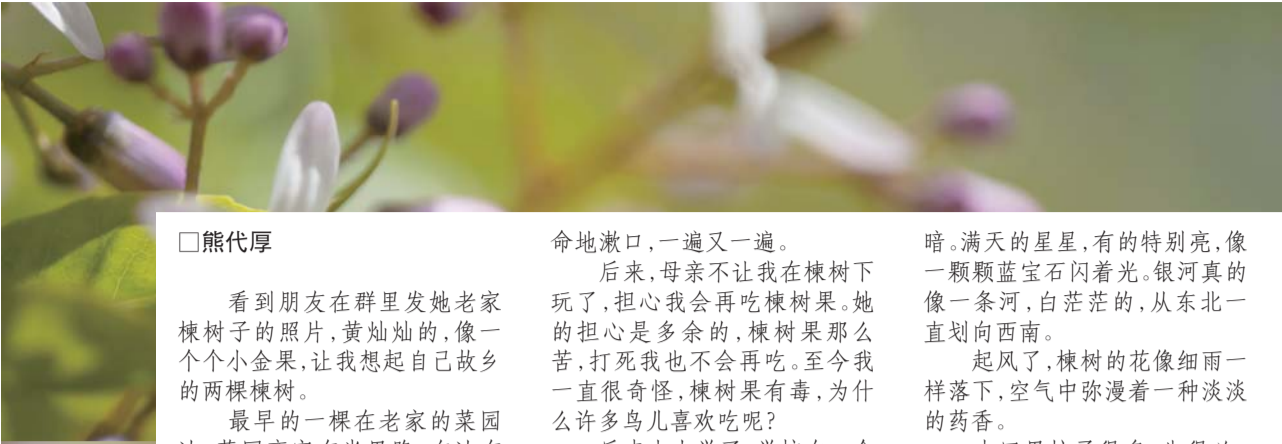 □熊代厚
看到朋友在群里发她老家
楝树子的照片,黄灿灿的,像一
个个小金果,让我想起自己故乡
的两棵楝树。
最早的一棵在老家的菜园
命地漱口,一遍又一遍。
后来,母亲不让我在楝树下
玩了,担心我会再吃楝树果。她
的担心是多余的,楝树果那么
苦,打死我也不会再吃。至今我
一直很奇怪,楝树果有毒,为什
么许多鸟儿喜欢吃呢?
暗。满天的星星,有的特别亮,像
一颗颗蓝宝石闪着光。银河真的
像一条河,白茫茫的,从东北一
直划向西南。
起风了,楝树的花像细雨一
样落下,空气中弥漫着一种淡淡
的药香。